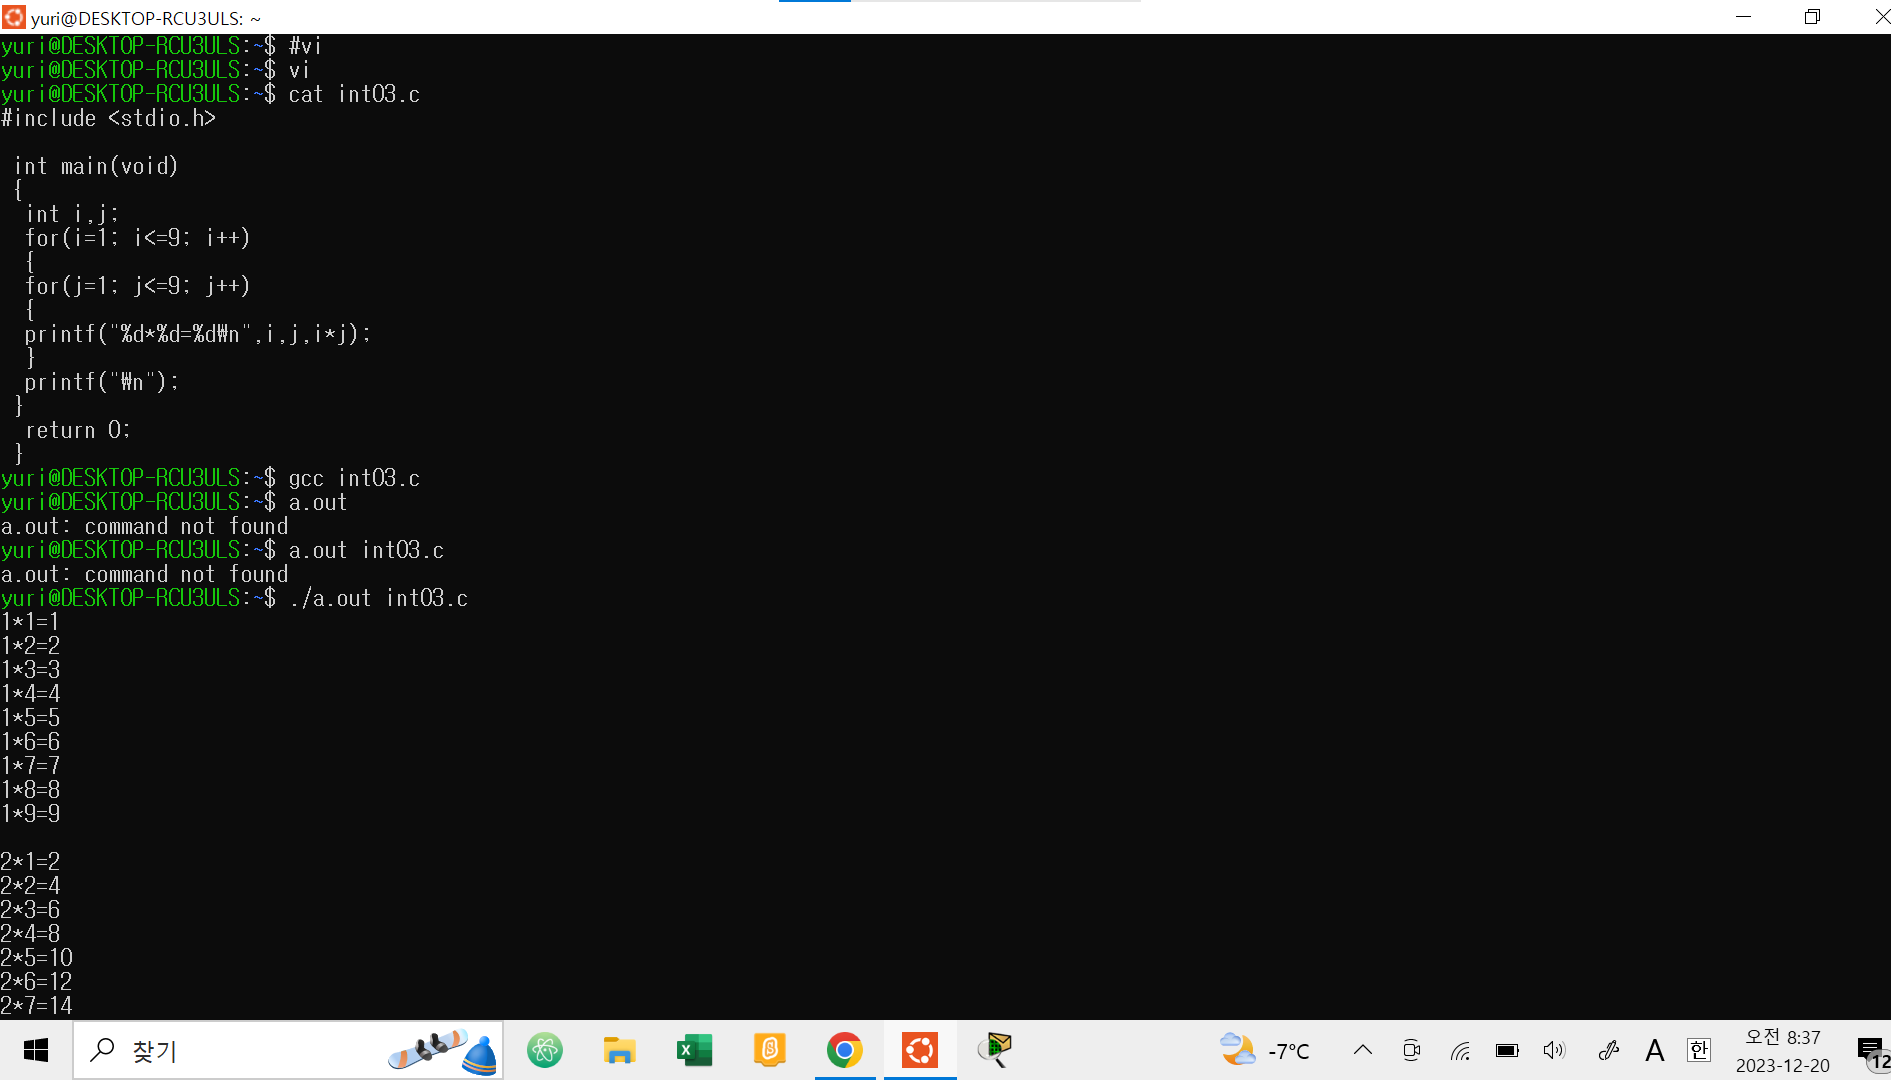 yuri@DESKTOP-RCU3ULS: ~
yuri@DESKTOP-RCU3ULS:~$ #vi
yuri@DESKTOP-RCU3ULS:~$ vi
yuri@DESKTOP-RCU3ULS:~$ cat int03.c
#include <stdio.h>
int main(void)
{
int i,j;
for(i=1; i<=9; i++)
{
for(j=1; j<=9; j++)
{
printf("%d*%d=%d₩n",i,j,i*j);
}
printf("₩n");
}
return 0;
}
yuri@DESKTOP-RCU3ULS:~$ gcc int03.c
yuri@DESKTOP-RCU3ULS:~$ a.out
a.out: command not found
yuri@DESKTOP-RCU3ULS:~$ a.out int03.c
a.out: command not found
yuri@DESKTOP-RCU3ULS:~$ ./a.out int03.c
1*1=1
1*2=2
1*3=3
1*4=4
1*5=5
1*6=6
1*7=7
1*8=8
1*9=9
2*1=2
2*2=4
2*3=6
2*4=8
2*5=10
2*6=12
2*7=14
찾기
-7°C
A
한
오전 8:37
2023-12-20
12